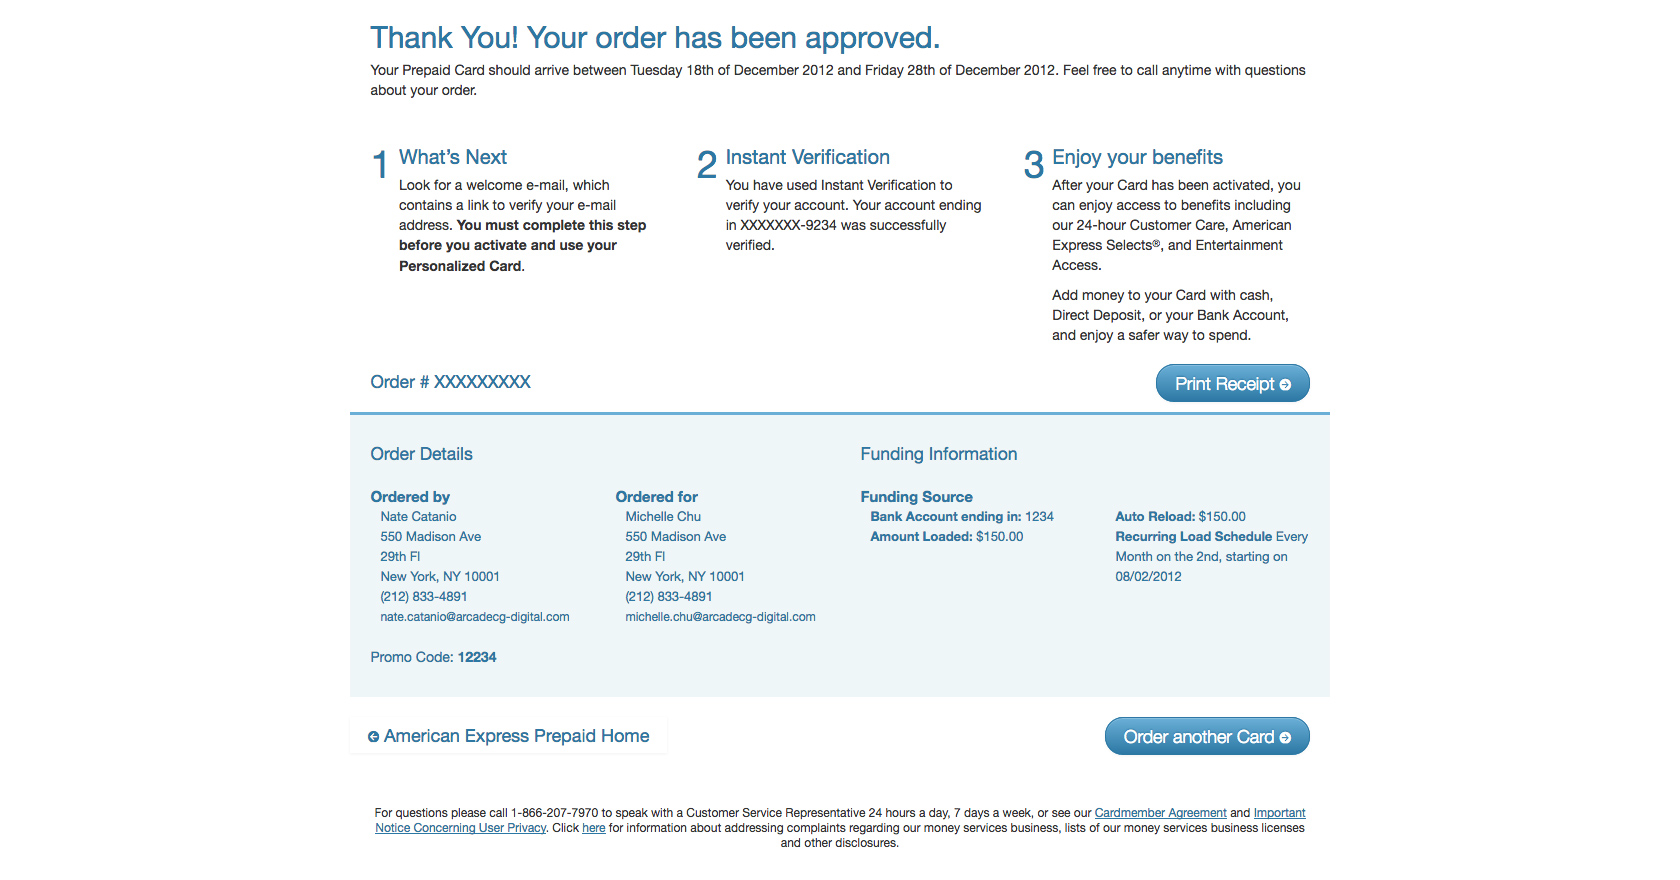 Thank You! Your order has been approved.
Your Prepaid Card should arrive between Tuesday 18th of December 2012 and Friday 28th of December 2012. Feel free to call anytime with questions
about your order.
1 What's Next
Look for a welcome e-mail, which
contains a link to verify your e-mail
address. You must complete this step
before you activate and use your
Personalized Card.
2 Instant Verification
You have used Instant Verification to
verify your account. Your account ending
in XXXXXXX-9234 was successfully
verified.
3 Enjoy your benefits
After your Card has been activated, you
can enjoy access to benefits including
our 24-hour Customer Care, American
Express Selects®, and Entertainment
Access.
Add money to your Card with cash,
Direct Deposit, or your Bank Account,
and enjoy a safer way to spend.
Order # XXXXXXXXX
Print Receipt
Order Details
Ordered by
Nate Catanio
550 Madison Ave
29th Fl
New York, NY 10001
(212) 833-4891
nate.catanio@arcadecg-digital.com
Ordered for
Michelle Chu
550 Madison Ave
29th Fl
New York, NY 10001
(212) 833-4891
michelle.chu@arcadecg-digital.com
Promo Code: 12234
Funding Information
Funding Source
Bank Account ending in: 1234
Amount Loaded: $150.00
Auto Reload: $150.00
Recurring Load Schedule Every
Month on the 2nd, starting on
08/02/2012
American Express Prepaid Home
Order another Card
For questions please call 1-866-207-7970 to speak with a Customer Service Representative 24 hours a day, 7 days a week, or see our Cardmember Agreement and Important
Notice Concerning User Privacy. Click here for information about addressing complaints regarding our money services business, lists of our money services business licenses
and other disclosures.